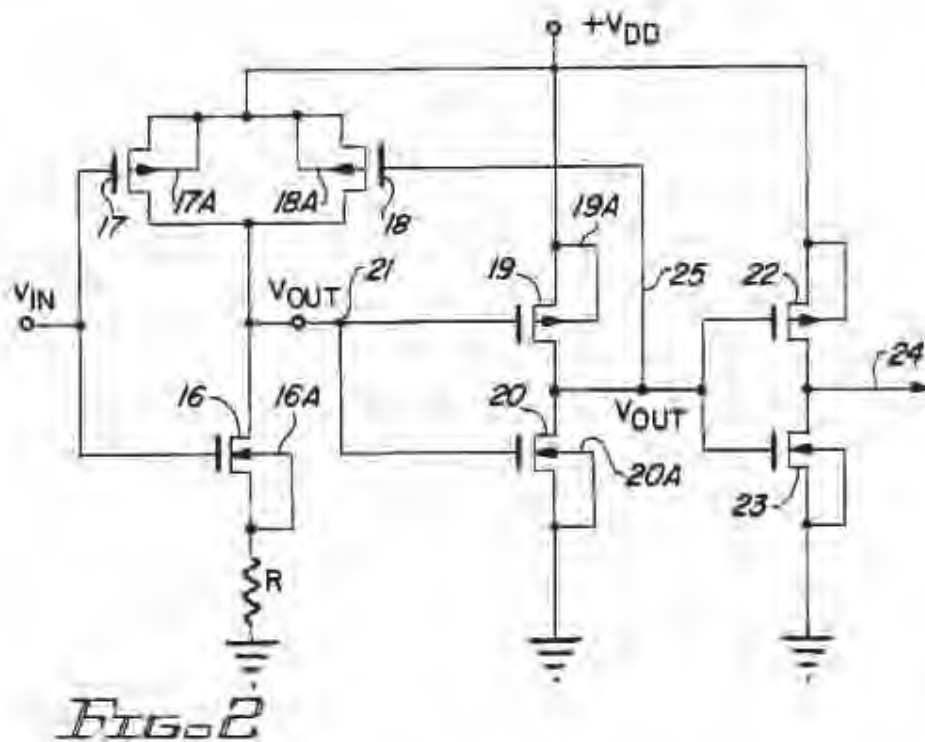 +VDD
17
17A
18A
18
19A
19
25
22
VIN
VOUT
21
24
16
16A
20
VOUT
20A
23
R
FIG. 2